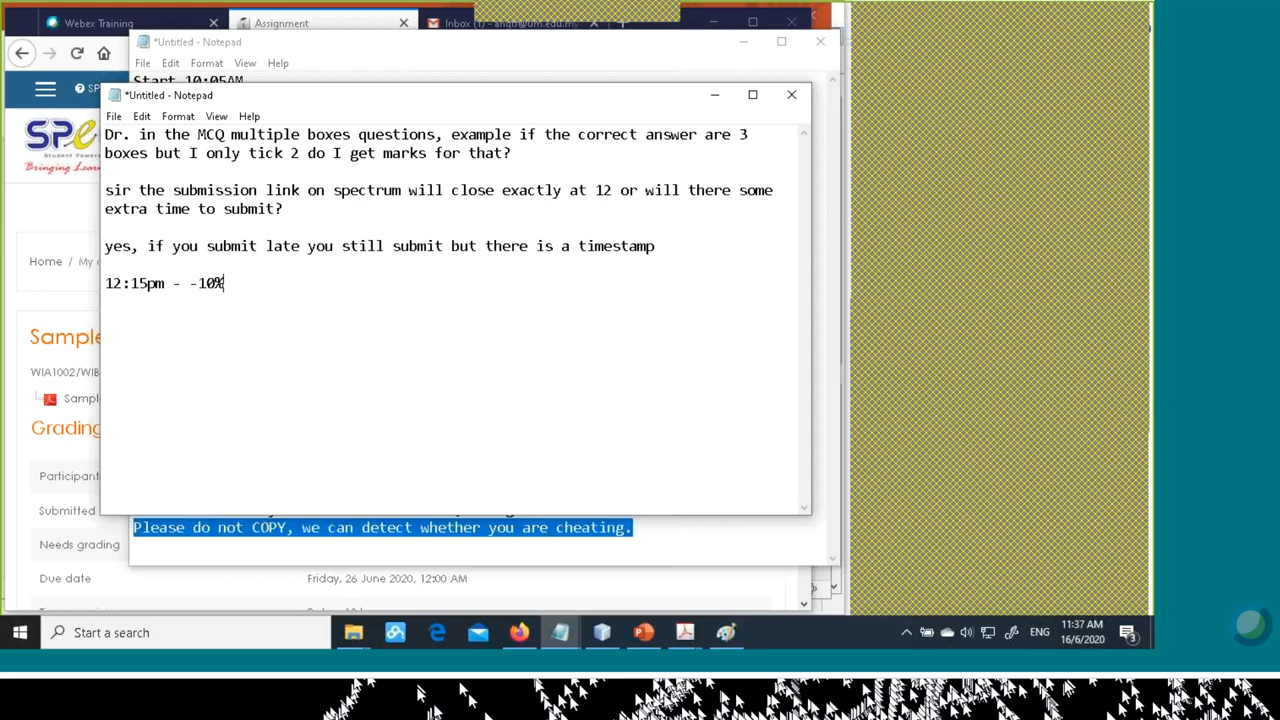 Webex Training
Assignment
*Untitled - Notepad
File Edit Format View Help
Start 10:05AM
*Untitled - Notepad
File Edit Format View Help
Dr. in the MCQ multiple boxes questions, example if the correct answer are 3
boxes but I only tick 2 do I get marks for that?
sir the submission link on spectrum will close exactly at 12 or will there some
extra time to submit?
yes, if you submit late you still submit but there is a timestamp
12:15pm - -10%
Home / My
Sample
WIA1002/WIB
Sampl
Grading
Participant
Submitted
Please do not COPY, we can detect whether you are cheating.
Needs grading
Due date
Friday, 26 June 2020, 12:00 AM
Start a search
ENG
11:37 AM
16/6/2020
3